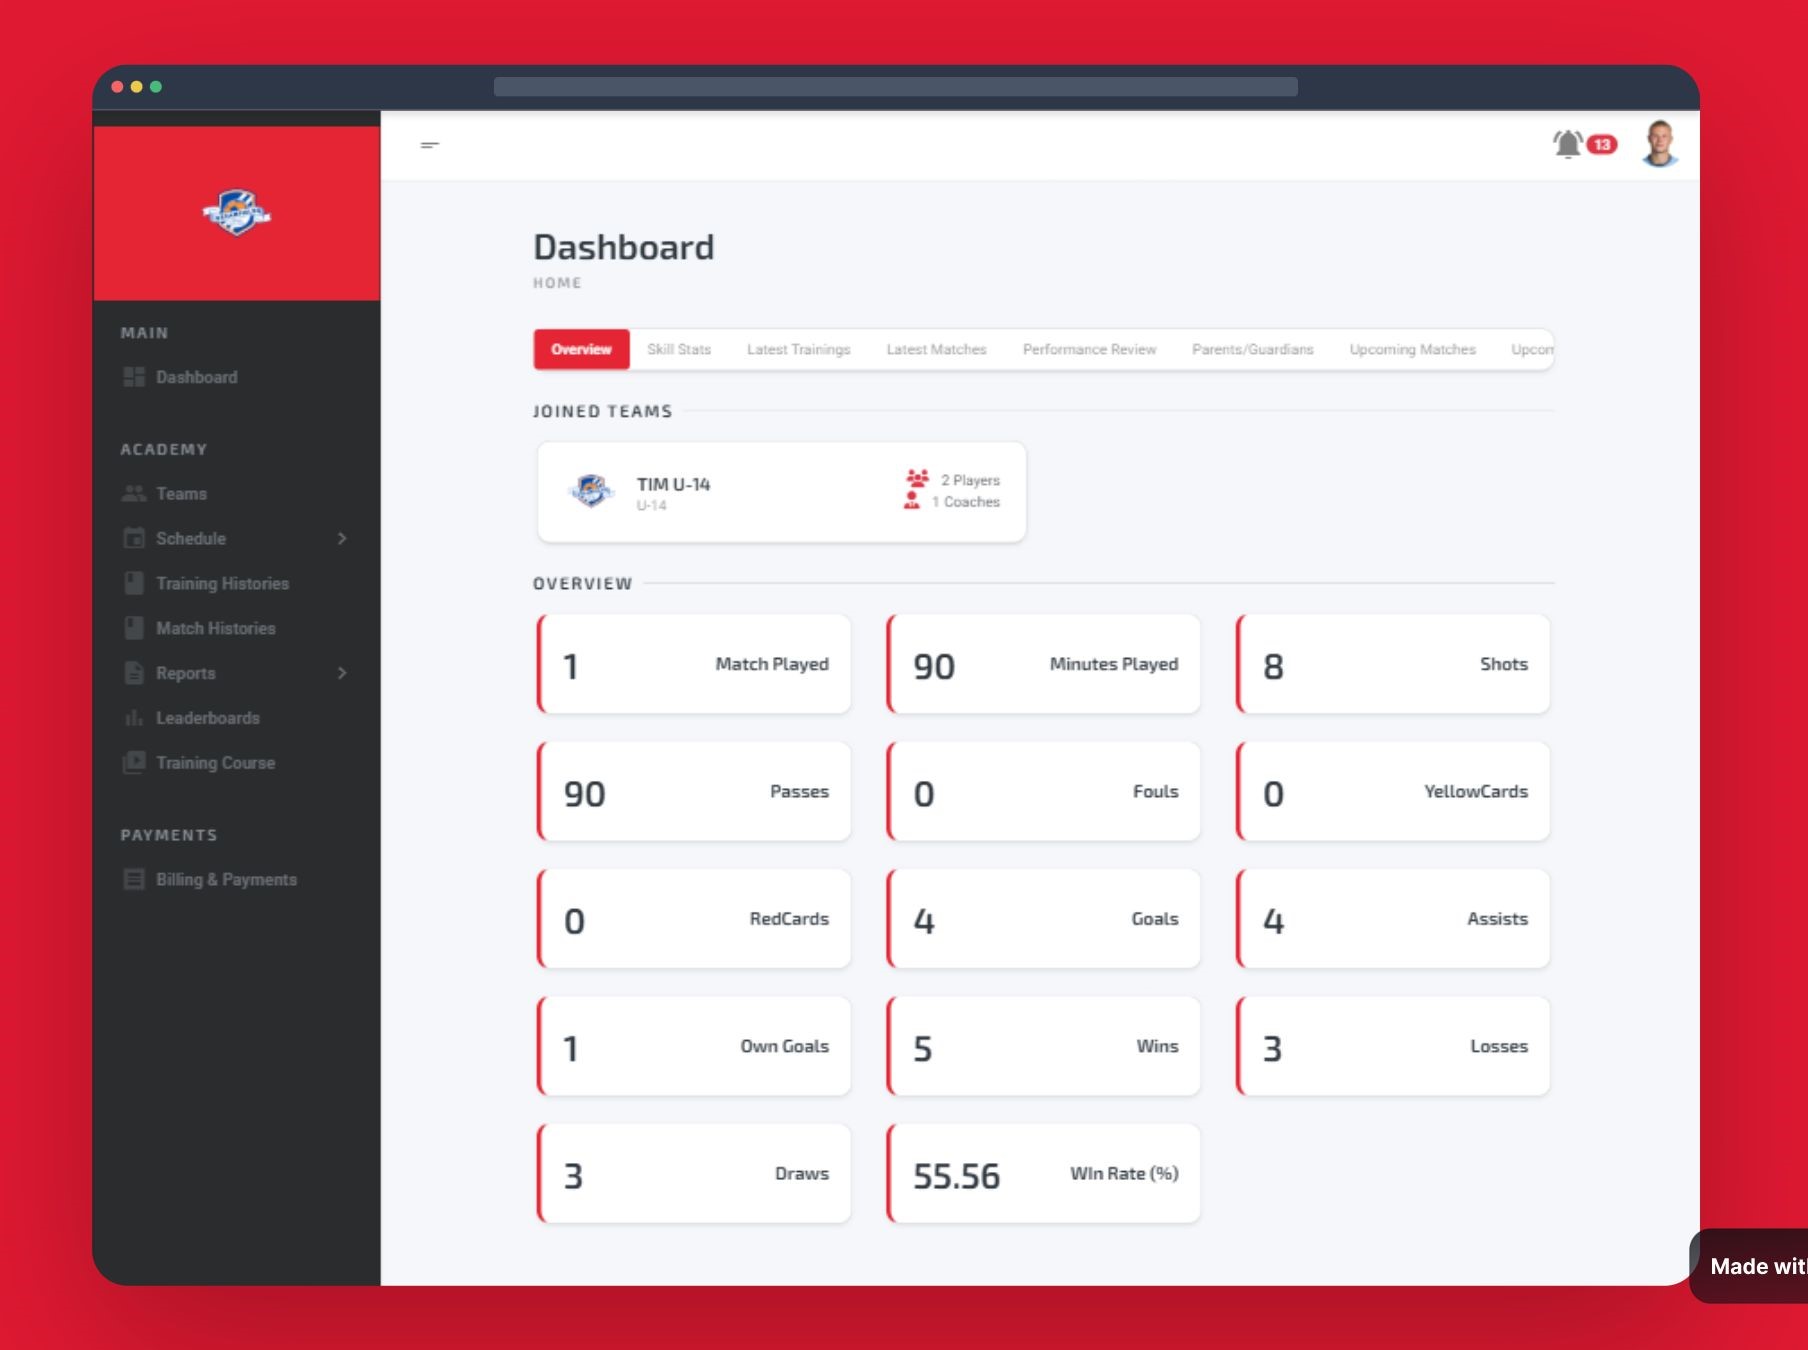 13
MAIN
Dashboard
ACADEMY
Teams
Schedule
Training Histories
Match Histories
Reports
Leaderboards
Training Course
PAYMENTS
Billing & Payments
Dashboard
HOME
Overview Skill Stats Latest Trainings Latest Matches Performance Review Parents/Guardians Upcoming Matches Upcom
JOINED TEAMS
TIM U-14
U-14
2 Players
1 Coaches
OVERVIEW
1 Match Played
90 Minutes Played
8 Shots
90 Passes
0 Fouls
0 YellowCards
0 RedCards
4 Goals
4 Assists
1 Own Goals
5 Wins
3 Losses
3 Draws
55.56 WIn Rate (%)
Made with